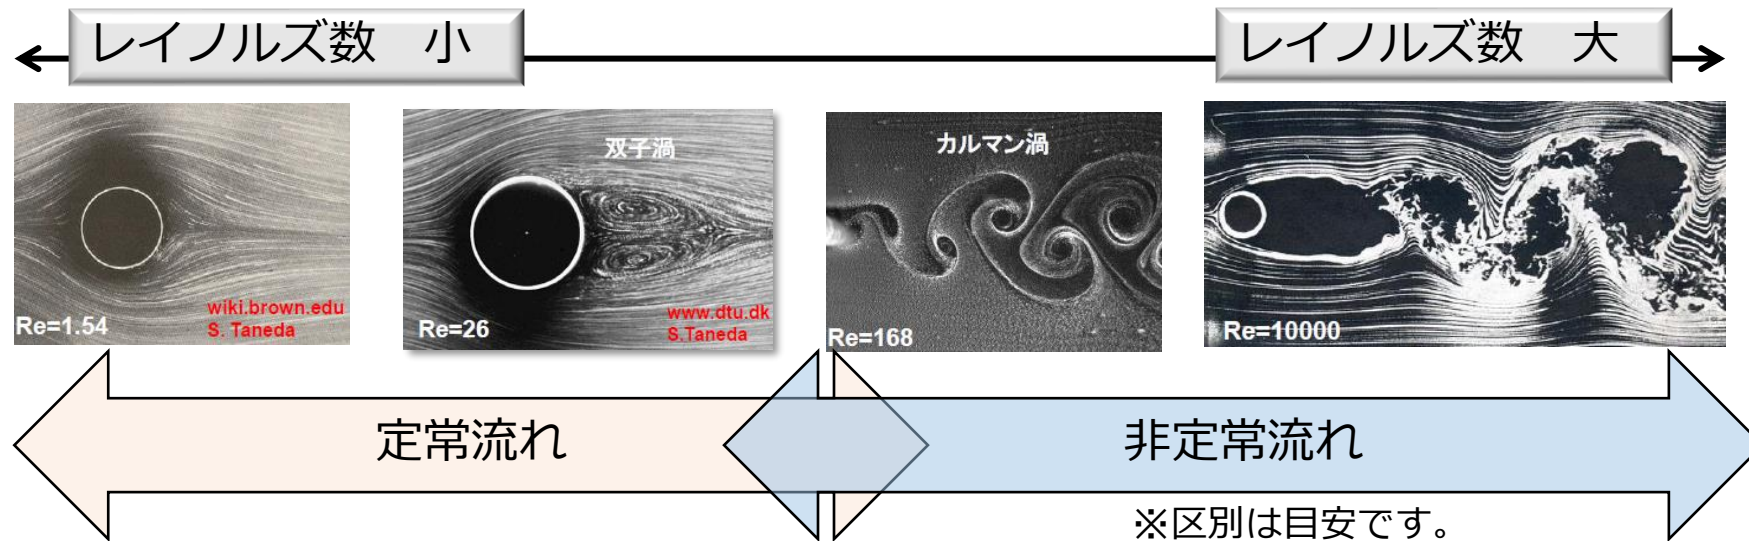 レイノルズ数　小
レイノルズ数　大
Re=1.54
wiki.brown.edu
S. Taneda
双子渦
Re=26
www.dtu.dk
S.Taneda
カルマン渦
Re=168
Re=10000
定常流れ
非定常流れ
※区別は目安です。